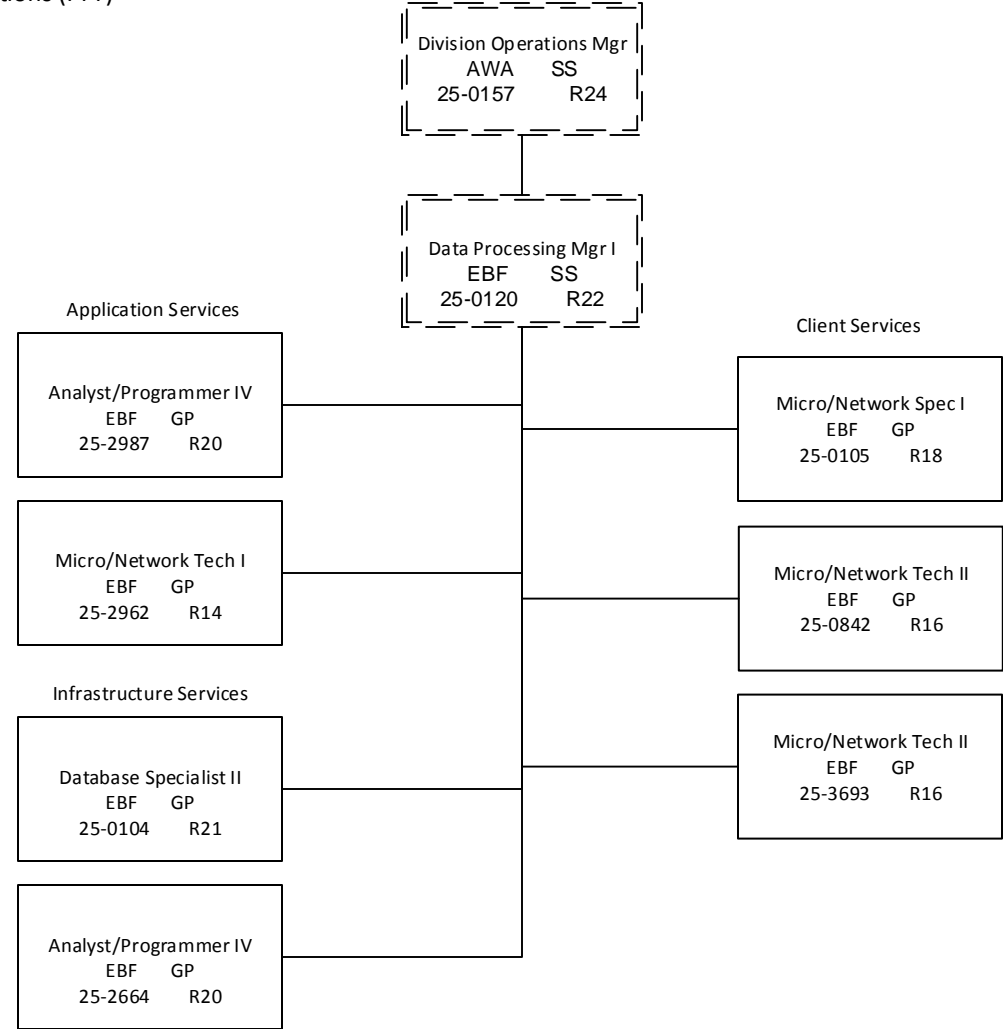 Division Operations Mgr
AWA SS
25-0157 R24
Data Processing Mgr I
EBF SS
25-0120 R22
Application Services
Analyst/Programmer IV
EBF GP
25-2987 R20
Micro/Network Tech I
EBF GP
25-2962 R14
Infrastructure Services
Database Specialist II
EBF GP
25-0104 R21
Analyst/Programmer IV
EBF GP
25-2664 R20
Client Services
Micro/Network Spec I
EBF GP
25-0105 R18
Micro/Network Tech II
EBF GP
25-0842 R16
Micro/Network Tech II
EBF GP
25-3693 R16